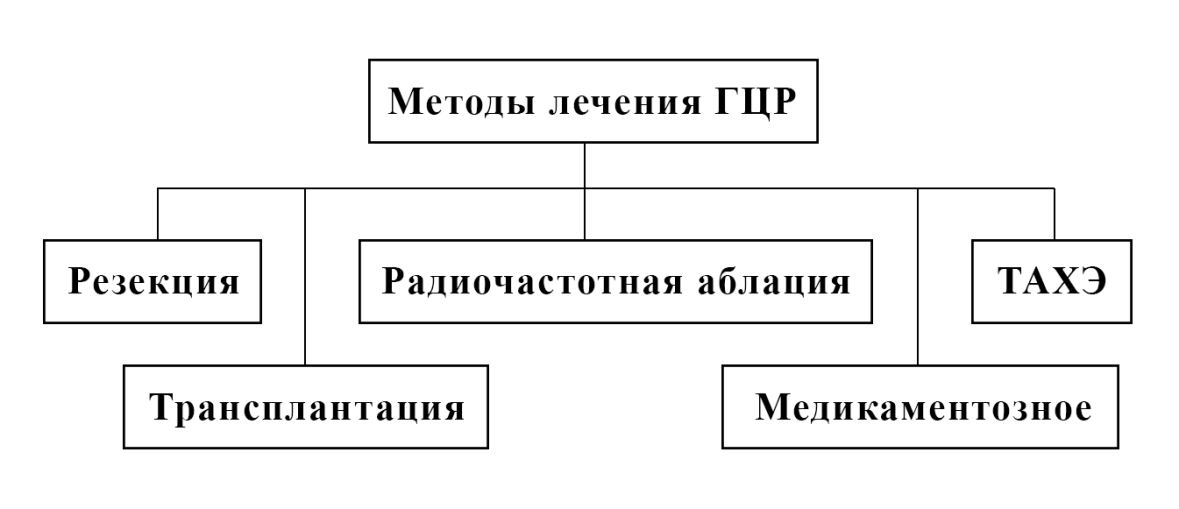 Методы лечения ГЦР
Резекция
Радиочастотная аблация
ТАХЭ
Трансплантация
Медикаментозное